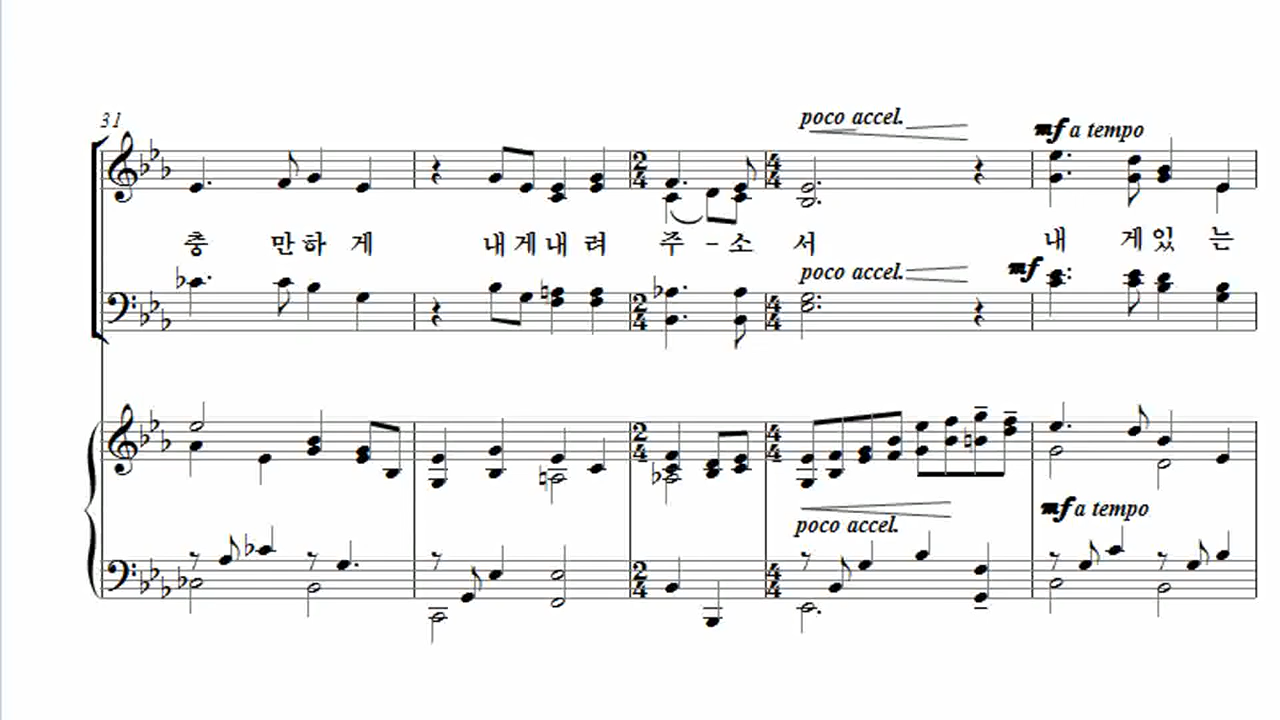 31
poco accel.
mf a tempo
충 만 하 게 내 게 내 려 주 - 소 서 내 게 있 는
poco accel.
mf
poco accel.
mf a tempo